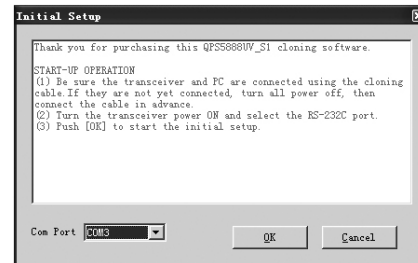 Initial Setup
Thank you for purchasing this QPS5888UV_S1 cloning software.
START-UP OPERATION
(1) Be sure the transceiver and PC are connected using the cloning
cable.If they are not yet connected, turn all power off, then
connect the cable in advance.
(2) Turn the transceiver power ON and select the RS-232C port.
(3) Push [OK] to start the initial setup.
Com Port COM3 OK Cancel